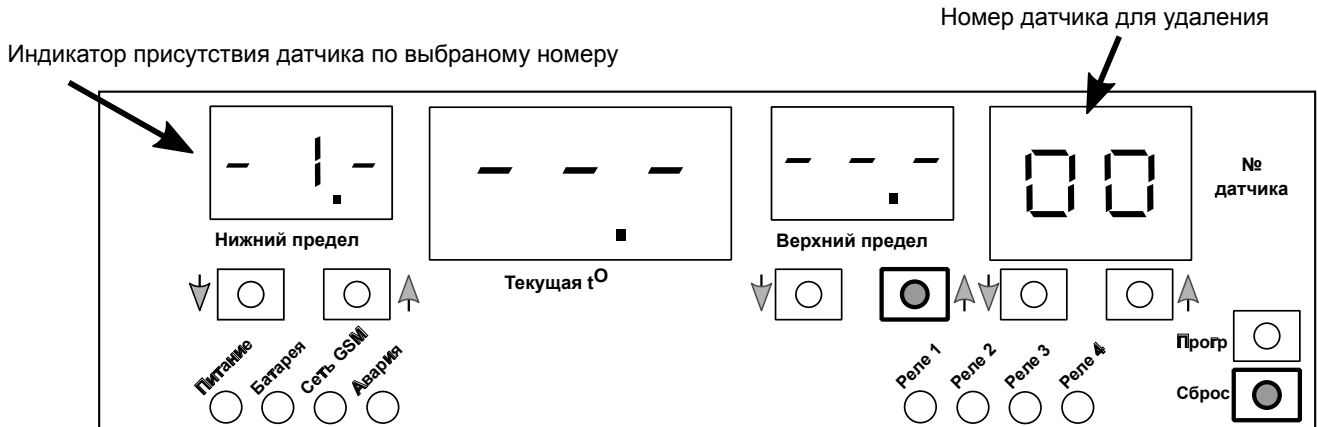 Номер датчика для удаления
Индикатор присутствия датчика по выбраному номеру
- 1.-
- - -.
- -.-
00
№
датчика
Нижний предел
Текущая tO
Верхний предел
Питание
Батарея
Сеть GSM
Авария
Реле 1
Реле 2
Реле 3
Реле 4
Прогр
Сброс